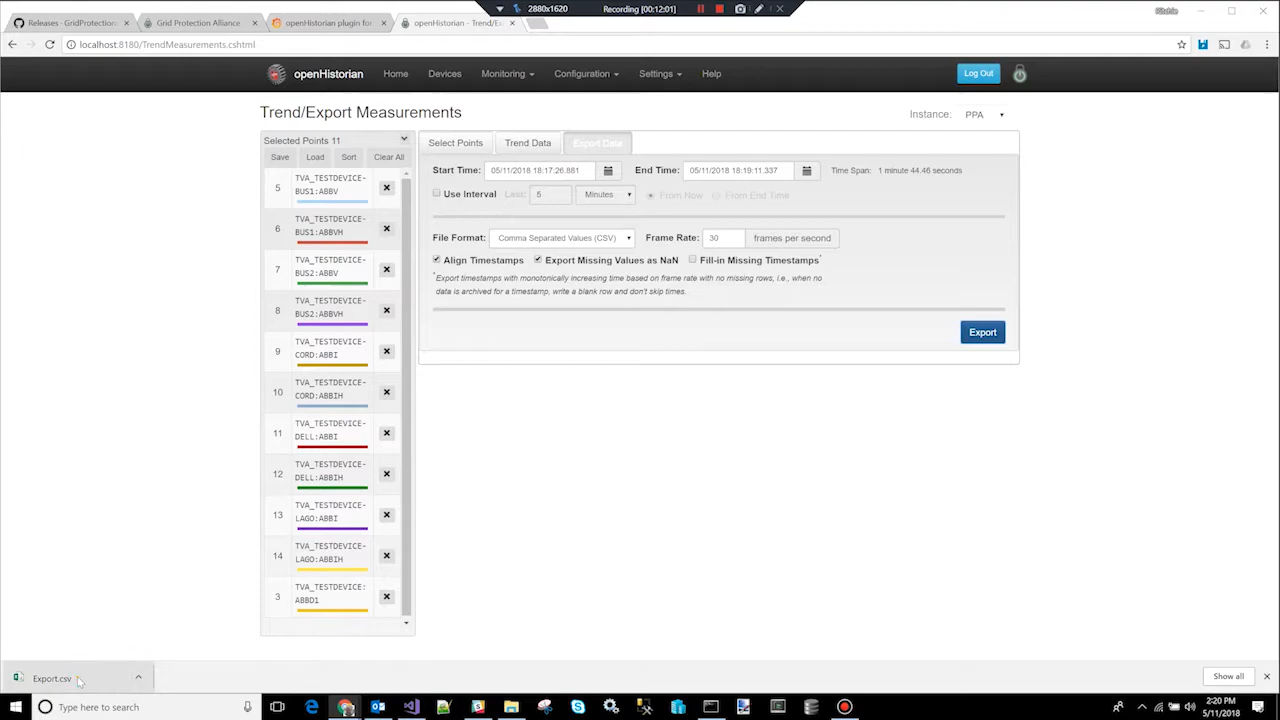 2880x1620
Recording [00:12:01]
Releases - GridProtection
Grid Protection Alliance
openHistorian plugin for
openHistorian - Trend/Ex
Ritchie
localhost:8180/TrendMeasurements.cshtml
openHistorian
Home
Devices
Monitoring
Configuration
Settings
Help
Log Out
Trend/Export Measurements
Instance: PPA
Selected Points 11
Save Load Sort Clear All
5 TVA_TESTDEVICE-
BUS1:ABBV
6 TVA_TESTDEVICE-
BUS1:ABBVH
7 TVA_TESTDEVICE-
BUS2:ABBV
8 TVA_TESTDEVICE-
BUS2:ABBVH
9 TVA_TESTDEVICE-
CORD:ABBI
10 TVA_TESTDEVICE-
CORD:ABBIH
11 TVA_TESTDEVICE-
DELL:ABBI
12 TVA_TESTDEVICE-
DELL:ABBIH
13 TVA_TESTDEVICE-
LAGO:ABBI
14 TVA_TESTDEVICE-
LAGO:ABBIH
3 TVA_TESTDEVICE:
ABBD1
Select Points Trend Data Export Data
Start Time: 05/11/2018 18:17:26.881 End Time: 05/11/2018 18:19:11.337 Time Span: 1 minute 44.46 seconds
Use Interval Last: 5 Minutes From Now From End Time
File Format: Comma Separated Values (CSV) Frame Rate: 30 frames per second
Align Timestamps Export Missing Values as NaN Fill-in Missing Timestamps*
*Export timestamps with monotonically increasing time based on frame rate with no missing rows, i.e., when no
data is archived for a timestamp, write a blank row and don't skip times.
Export
Export.csv
Show all
Type here to search
2:20 PM
5/11/2018